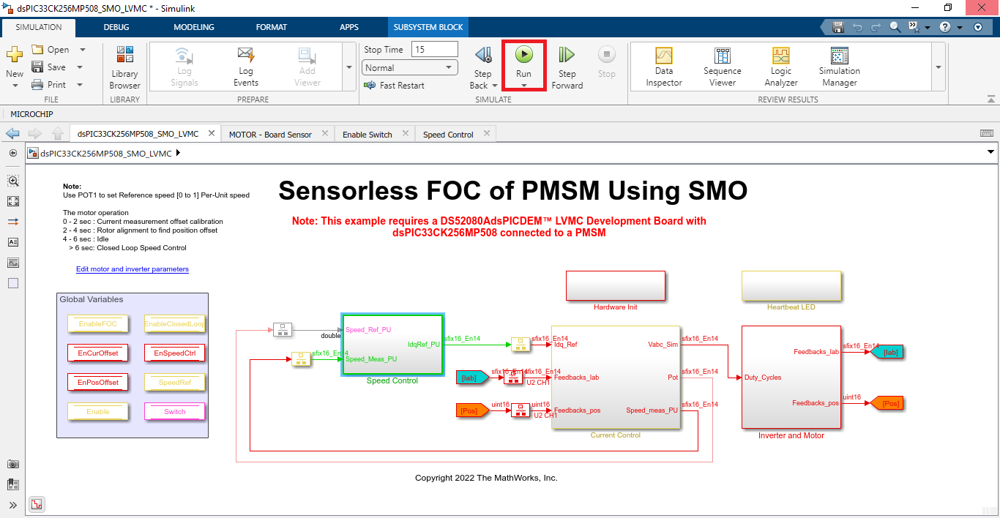 dsPIC33CK256MP508_SMO_LVMC * - Simulink
SIMULATION
DEBUG
MODELING
FORMAT
APPS
SUBSYSTEM BLOCK
New
Open
Save
Print
FILE
Library
Browser
LIBRARY
Log
Signals
Log
Events
Add
Viewer
PREPARE
Stop Time 15
Normal
Fast Restart
Step
Back
Run
Step
Forward
Stop
SIMULATE
Data
Inspector
Sequence
Viewer
Logic
Analyzer
Simulation
Manager
REVIEW RESULTS
MICROCHIP
dsPIC33CK256MP508_SMO_LVMC
MOTOR - Board Sensor
Enable Switch
Speed Control
dsPIC33CK256MP508_SMO_LVMC
Note:
Use POT1 to set Reference speed [0 to 1] Per-Unit speed
The motor operation
0 - 2 sec : Current measurement offset calibration
2 - 4 sec : Rotor alignment to find position offset
4 - 6 sec : Idle
> 6 sec: Closed Loop Speed Control
Edit motor and inverter parameters
Sensorless FOC of PMSM Using SMO
Note: This example requires a DS52080AdsPICDEM™ LVMC Development Board with
dsPIC33CK256MP508 connected to a PMSM
Global Variables
EnableFOC
EnableClosedLoop
EnCurOffset
EnSpeedCtrl
EnPosOffset
SpeedRef
Enable
Switch
double
sfix16_En14
Speed_Ref_PU
IdqRef_PU
Speed_Meas_PU
Speed Control
sfix16_En14
sfix16_En14
[Iab]
sfix16_En14
sfix16_En14
U2 CH1
[Pos]
uint16
uint16
U2 CH1
Hardware Init
Idq_Ref
Vabc_Sim
Feedbacks_Iab
Pot
Feedbacks_pos
Speed_meas_PU
Current Control
sfix16_En14
sfix16_En14
sfix16_En14
Heartbeat LED
Feedbacks_Iab
Duty_Cycles
Feedbacks_pos
Inverter and Motor
sfix16_En14
[Iab]
uint16
[Pos]
Copyright 2022 The MathWorks, Inc.